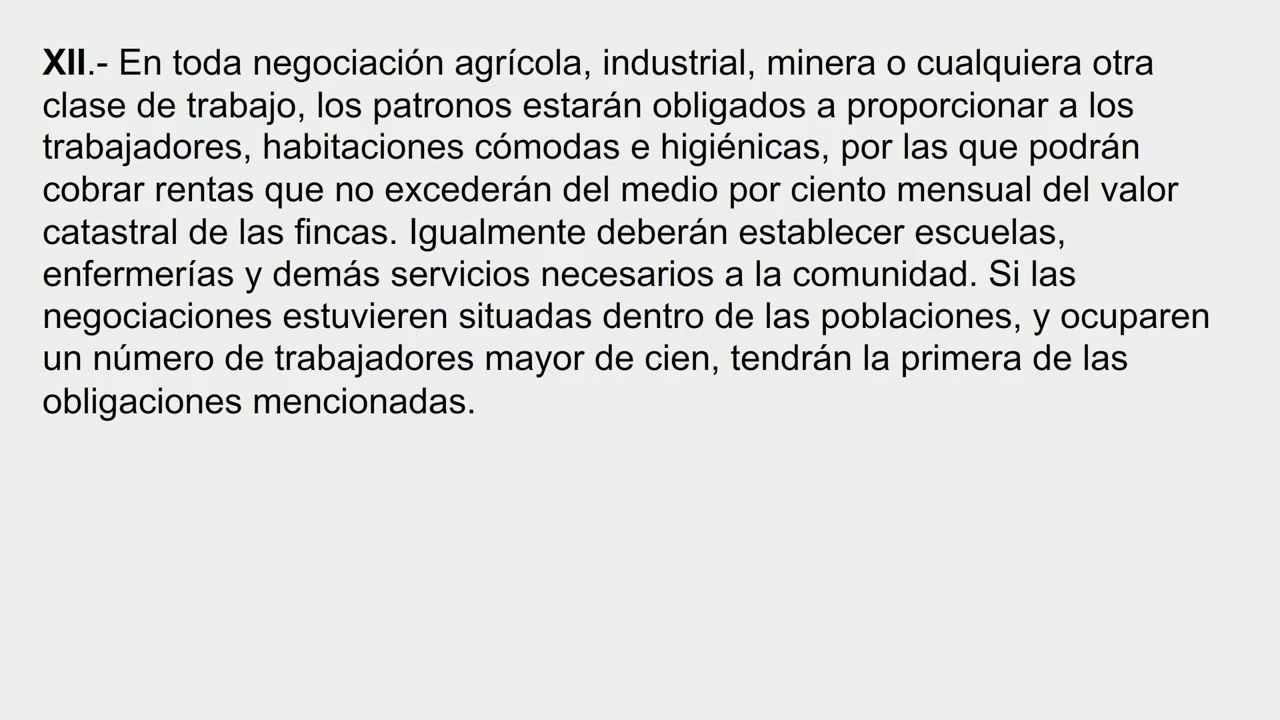 XII.- En toda negociación agrícola, industrial, minera o cualquiera otra
clase de trabajo, los patronos estarán obligados a proporcionar a los
trabajadores, habitaciones cómodas e higiénicas, por las que podrán
cobrar rentas que no excederán del medio por ciento mensual del valor
catastral de las fincas. Igualmente deberán establecer escuelas,
enfermerías y demás servicios necesarios a la comunidad. Si las
negociaciones estuvieren situadas dentro de las poblaciones, y ocuparen
un número de trabajadores mayor de cien, tendrán la primera de las
obligaciones mencionadas.